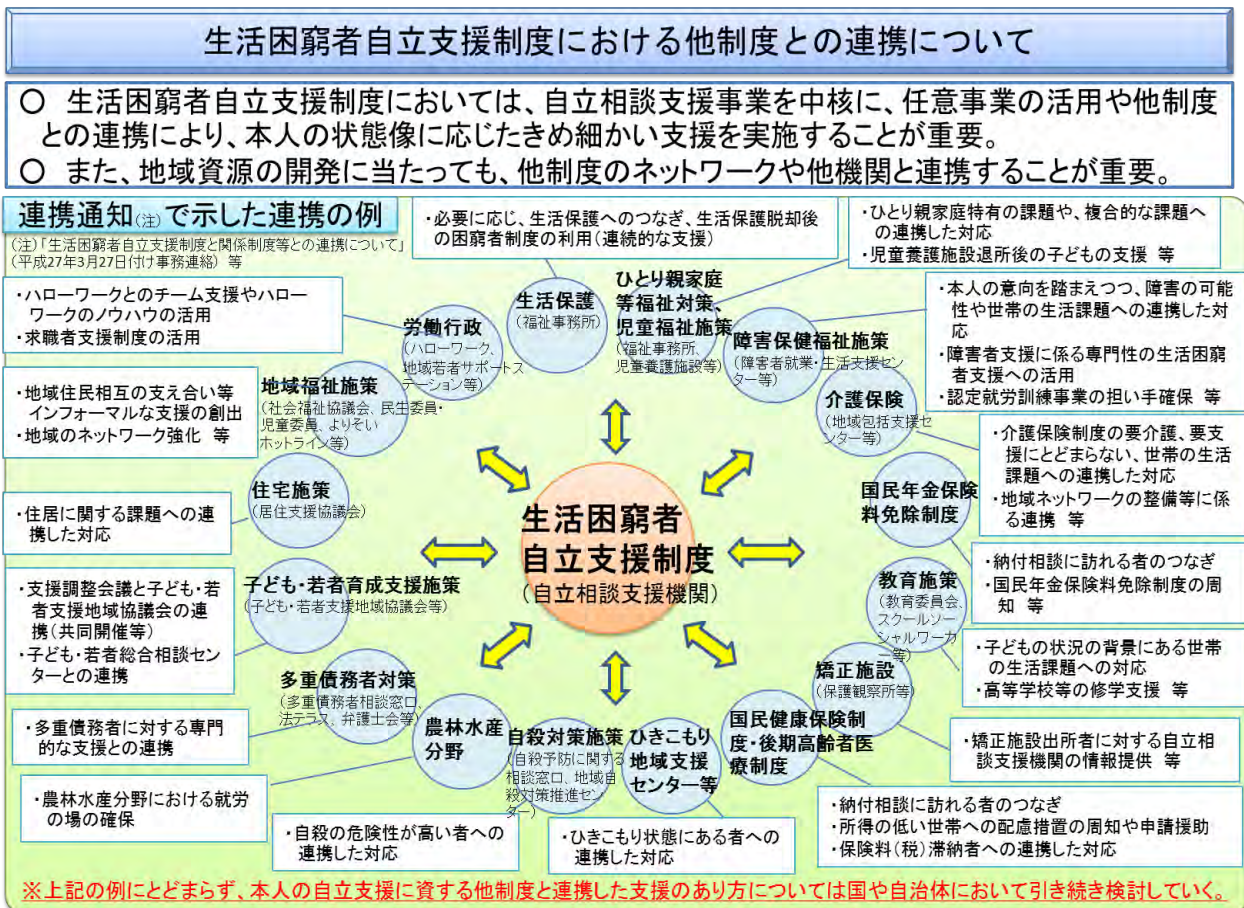 生活困窮者自立支援制度における他制度との連携について
○ 生活困窮者自立支援制度においては、自立相談支援事業を中核に、任意事業の活用や他制度
との連携により、本人の状態像に応じたきめ細かい支援を実施することが重要。
○ また、地域資源の開発に当たっても、他制度のネットワークや他機関と連携することが重要。
連携通知(注)で示した連携の例
(注)「生活困窮者自立支援制度と関係制度等との連携について」
(平成27年3月27日付け事務連絡) 等
・必要に応じ、生活保護へのつなぎ、生活保護脱却後
の困窮者制度の利用(連続的な支援)
・ひとり親家庭特有の課題や、複合的な課題へ
の連携した対応
・児童養護施設退所後の子どもの支援 等
・ハローワークとのチーム支援やハロー
ワークのノウハウの活用
・求職者支援制度の活用
労働行政
(ハローワーク、
地域若者サポートス
テーション等)
生活保護
(福祉事務所)
ひとり親家庭
等福祉対策、
児童福祉施策
(福祉事務所、
児童養護施設等)
障害保健福祉施策
(障害者就業・生活支援セン
ター等)
・本人の意向を踏まえつつ、障害の可能
性や世帯の生活課題への連携した対
応
・障害者支援に係る専門性の生活困窮
者支援への活用
・認定就労訓練事業の担い手確保 等
・地域住民相互の支え合い等
インフォーマルな支援の創出
・地域のネットワーク強化 等
地域福祉施策
(社会福祉協議会、民生委員・
児童委員、よりそい
ホットライン等)
介護保険
(地域包括支援セ
ンター等)
・介護保険制度の要介護、要支
援にとどまらない、世帯の生活
課題への連携した対応
・地域ネットワークの整備等に係
る連携 等
・住居に関する課題への連
携した対応
住宅施策
(居住支援協議会)
生活困窮者
自立支援制度
(自立相談支援機関)
国民年金保険
料免除制度
・納付相談に訪れる者のつなぎ
・国民年金保険料免除制度の周
知 等
・支援調整会議と子ども・若
者支援地域協議会の連
携(共同開催等)
・子ども・若者総合相談セン
ターとの連携
子ども・若者育成支援施策
(子ども・若者支援地域協議会等)
教育施策
(教育委員会、
スクールソー
シャルワーカ
ー等)
・子どもの状況の背景にある世帯
の生活課題への対応
・高等学校等の修学支援 等
・多重債務者に対する専門
的な支援との連携
多重債務者対策
(多重債務者相談窓口、
法テラス、弁護士会等)
矯正施設
(保護観察所等)
・矯正施設出所者に対する自立相
談支援機関の情報提供 等
・農林水産分野における就労
の場の確保
農林水産
分野
自殺対策施策
(自殺予防に関する
相談窓口、地域自
殺対策推進セン
ター)
ひきこもり
地域支援
センター等
国民健康保険制
度・後期高齢者医
療制度
・自殺の危険性が高い者への
連携した対応
・ひきこもり状態にある者への
連携した対応
・納付相談に訪れる者のつなぎ
・所得の低い世帯への配慮措置の周知や申請援助
・保険料(税)滞納者への連携した対応
※上記の例にとどまらず、本人の自立支援に資する他制度と連携した支援のあり方については国や自治体において引き続き検討していく。